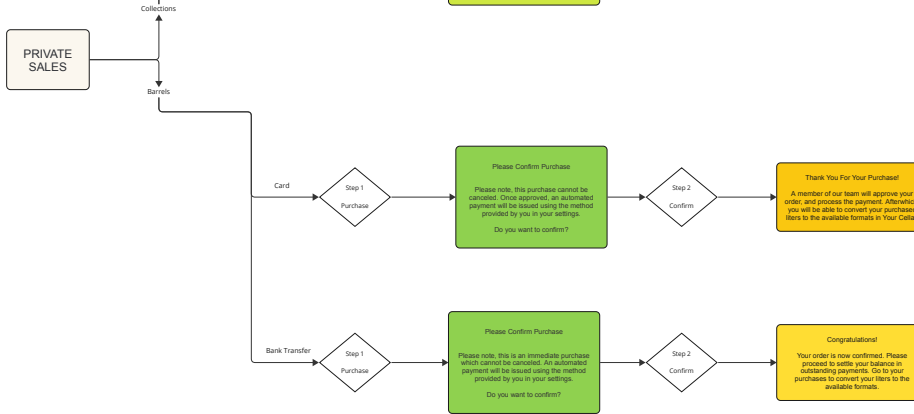 Collections
PRIVATE
SALES
Barrels
Card
Step 1
Purchase
Please Confirm Purchase
Please note, this purchase cannot be
canceled. Once approved, an automated
payment will be issued using the method
provided by you in your settings.
Do you want to confirm?
Step 2
Confirm
Thank You For Your Purchase!
A member of our team will approve your
order, and process the payment. Afterwhich
you will be able to convert your purchased
liters to the available formats in Your
Bank Transfer
Step 1
Purchase
Please Confirm Purchase
Please note, this is an immediate purchase
which cannot be canceled. An automated
payment will be issued using the method
provided by you in your settings.
Do you want to confirm?
Step 2
Confirm
Congratulations!
Your order is now confirmed. Please
proceed to settle your balance in
outstanding payments. Go to your
purchases to convert your liters to the
available formats.